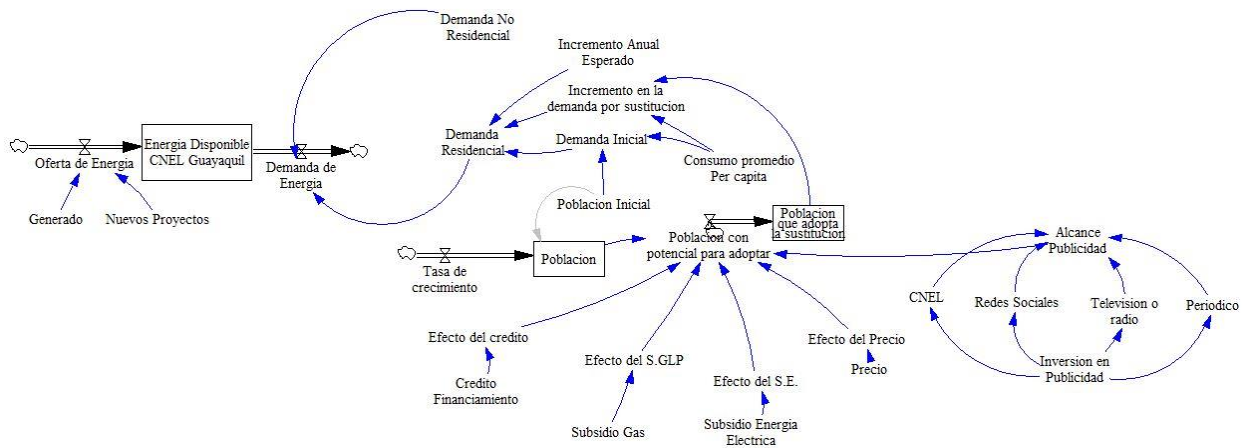 Demanda No
Residencial
Incremento Anual
Esperado
Incremento en la
demanda por sustitucion
Energia Disponible
CNEL Guayaquil
Oferta de Energia
Demanda de
Energia
Demanda
Residencial
Demanda Inicial
Consumo promedio
Per capita
Generado
Nuevos Proyectos
Poblacion Inicial
Poblacion
que adopta
la sustitucion
Poblacion con
potencial para adoptar
Alcance
Publicidad
Tasa de
crecimiento
Poblacion
CNEL
Redes Sociales
Television o
radio
Periodico
Efecto del credito
Efecto del S.GLP
Efecto del S.E.
Efecto del Precio
Precio
Inversion en
Publicidad
Credito
Financiamiento
Subsidio Gas
Subsidio Energia
Electrica